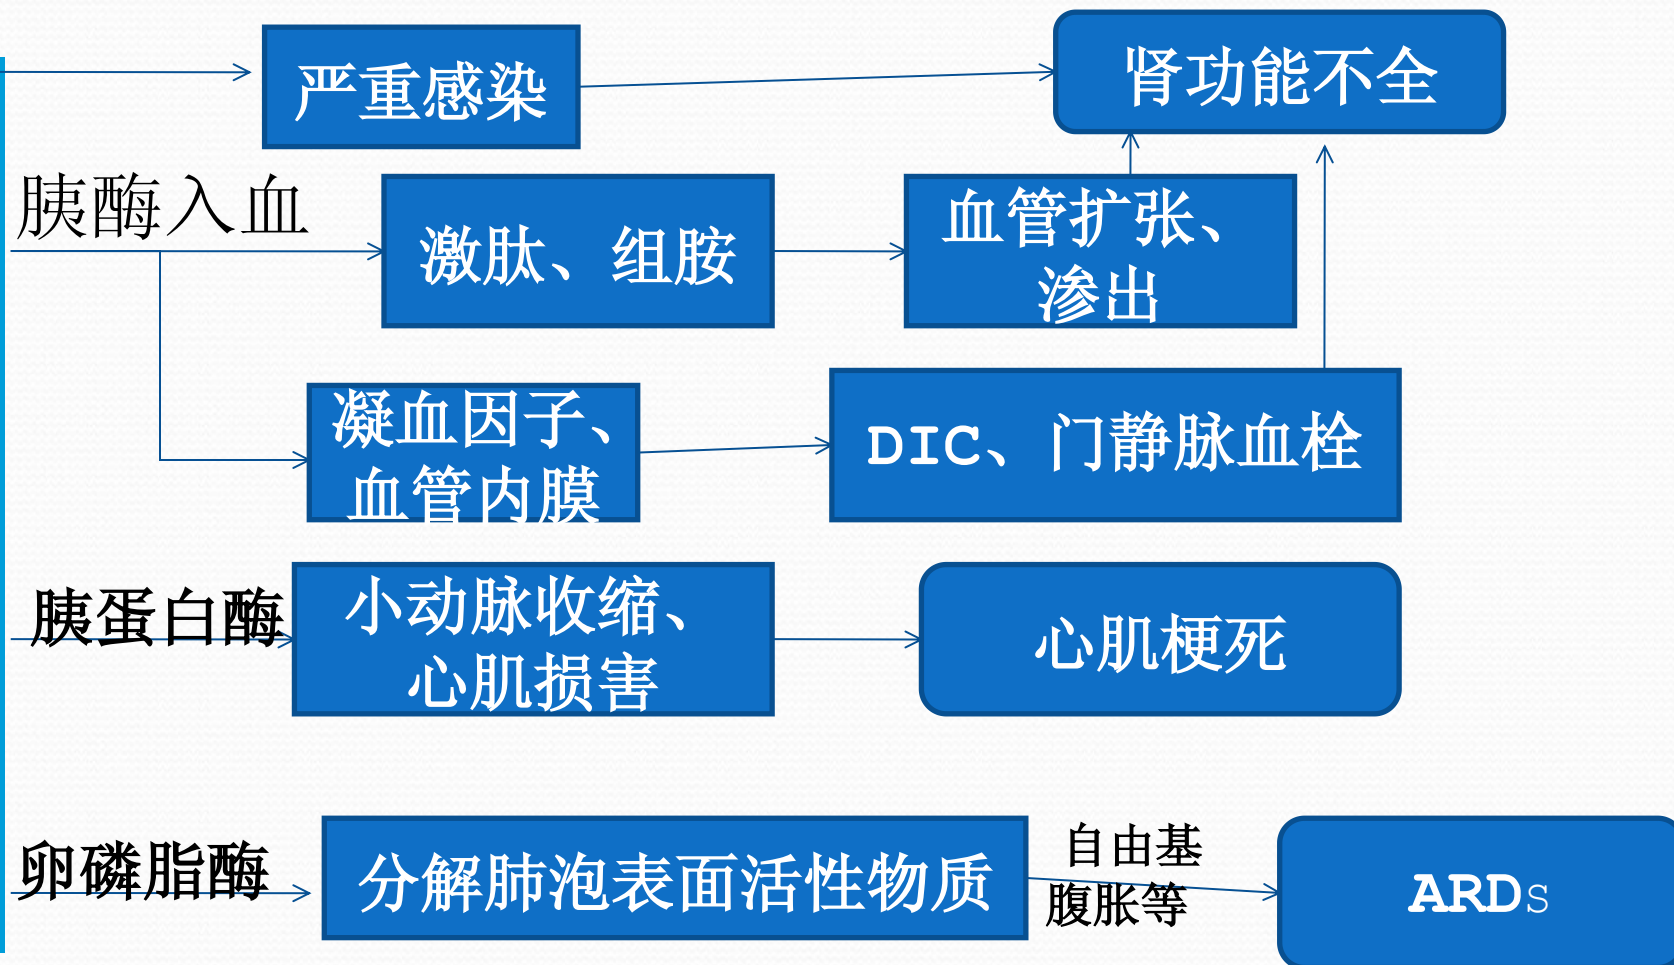 严重感染
肾功能不全
胰酶入血
激肽、组胺
血管扩张、
渗出
凝血因子、
血管内膜
DIC、门静脉血栓
胰蛋白酶
小动脉收缩、
心肌损害
心肌梗死
卵磷脂酶
分解肺泡表面活性物质
自由基
腹胀等
ARDs